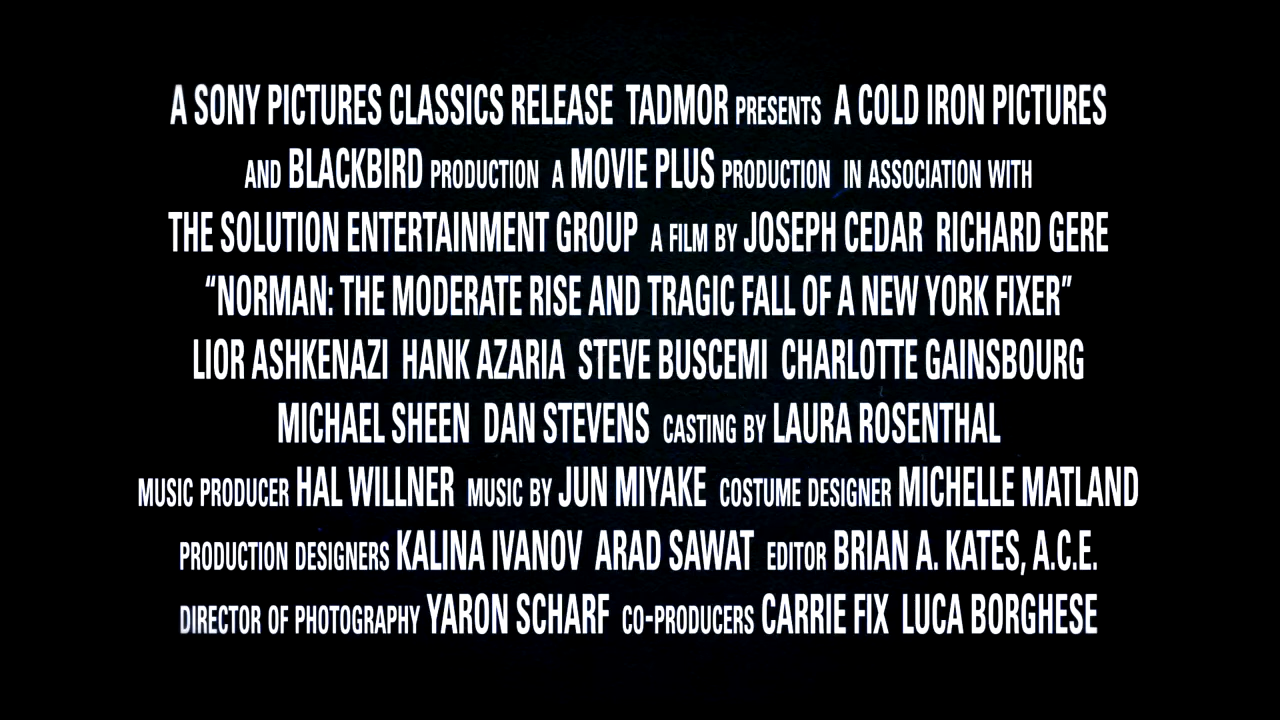 A SONY PICTURES CLASSICS RELEASE TADMOR PRESENTS A COLD IRON PICTURES
AND BLACKBIRD PRODUCTION A MOVIE PLUS PRODUCTION IN ASSOCIATION WITH
THE SOLUTION ENTERTAINMENT GROUP A FILM BY JOSEPH CEDAR RICHARD GERE
“NORMAN: THE MODERATE RISE AND TRAGIC FALL OF A NEW YORK FIXER”
LIOR ASHKENAZI HANK AZARIA STEVE BUSCEMI CHARLOTTE GAINSBOURG
MICHAEL SHEEN DAN STEVENS CASTING BY LAURA ROSENTHAL
MUSIC PRODUCER HAL WILLNER MUSIC BY JUN MIYAKE COSTUME DESIGNER MICHELLE MATLAND
PRODUCTION DESIGNERS KALINA IVANOV ARAD SAWAT EDITOR BRIAN A. KATES, A.C.E.
DIRECTOR OF PHOTOGRAPHY YARON SCHARF CO-PRODUCERS CARRIE FIX LUCA BORGHESE